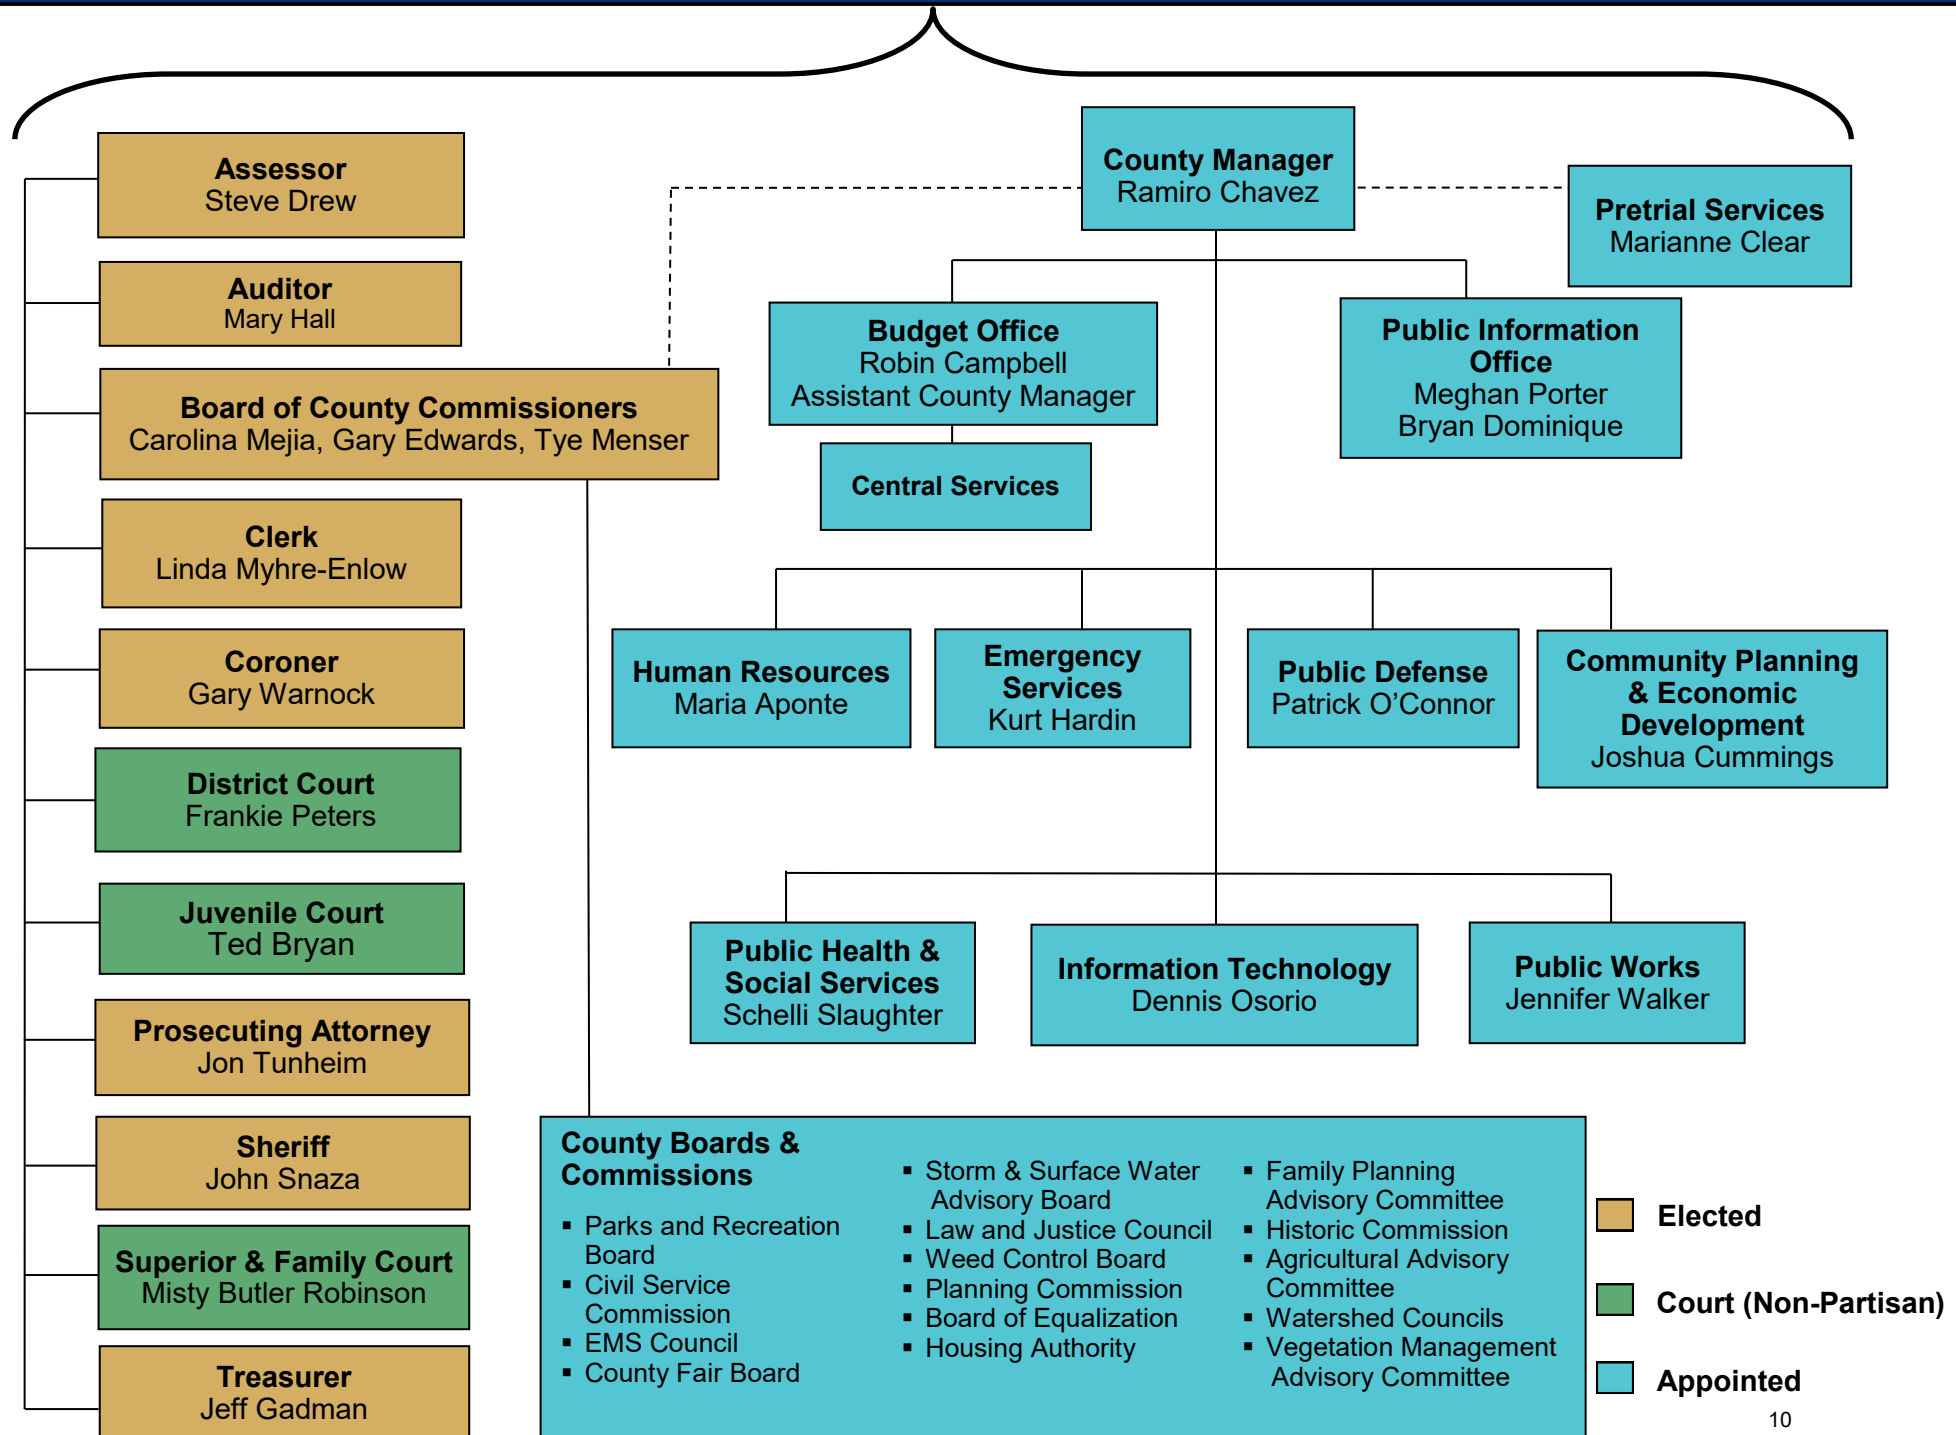 Assessor
Steve Drew
Auditor
Mary Hall
Board of County Commissioners
Carolina Mejia, Gary Edwards, Tye Menser
Clerk
Linda Myhre-Enlow
Coroner
Gary Warnock
District Court
Frankie Peters
Juvenile Court
Ted Bryan
Prosecuting Attorney
Jon Tunheim
Sheriff
John Snaza
Superior & Family Court
Misty Butler Robinson
Treasurer
Jeff Gadman
County Manager
Ramiro Chavez
Pretrial Services
Marianne Clear
Budget Office
Robin Campbell
Assistant County Manager
Central Services
Public Information
Office
Meghan Porter
Bryan Dominique
Human Resources
Maria Aponte
Emergency
Services
Kurt Hardin
Public Defense
Patrick O’Connor
Community Planning
& Economic
Development
Joshua Cummings
Public Health &
Social Services
Schelli Slaughter
Information Technology
Dennis Osorio
Public Works
Jennifer Walker
County Boards &
Commissions
▪ Parks and Recreation
Board
▪ Civil Service
Commission
▪ EMS Council
▪ County Fair Board
▪ Storm & Surface Water
Advisory Board
▪ Law and Justice Council
▪ Weed Control Board
▪ Planning Commission
▪ Board of Equalization
▪ Housing Authority
▪ Family Planning
Advisory Committee
▪ Historic Commission
▪ Agricultural Advisory
Committee
▪ Watershed Councils
▪ Vegetation Management
Advisory Committee
Elected
Court (Non-Partisan)
Appointed
10